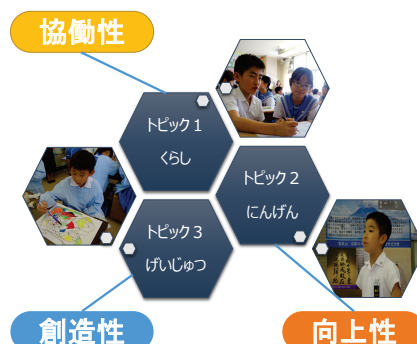 協働性
トピック1
くらし
トピック2
にんげん
トピック3
げいじゅつ
創造性
向上性